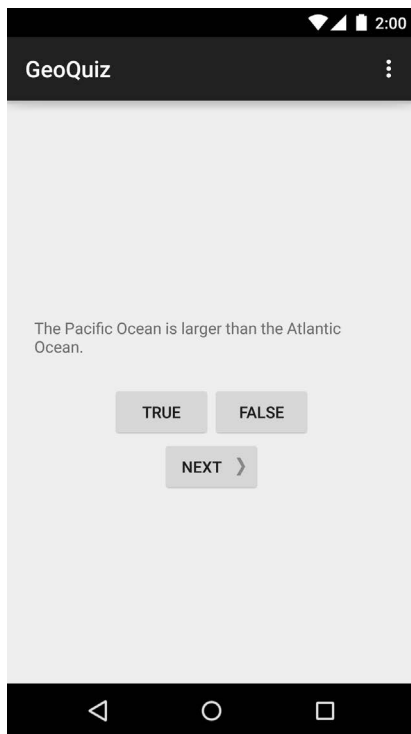 2:00
GeoQuiz
The Pacific Ocean is larger than the Atlantic
Ocean.
TRUE FALSE
NEXT